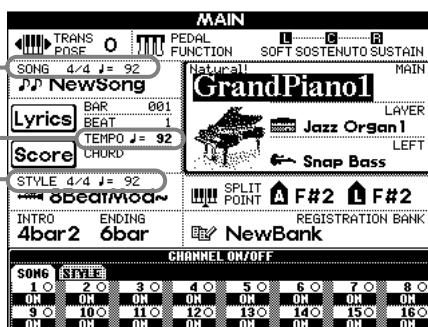 MAIN
TRANS POSE 0
PEDAL FUNCTION
L C R
SOFT SOSTENUTO SUSTAIN
SONG 4/4 ♩= 92
NewSong
Natural! MAIN
GrandPiano1
Lyrics
BAR 001
BEAT 1
TEMPO ♩= 92
CHORD
Score
LAYER
Jazz Organ1
LEFT
Snap Bass
STYLE 4/4 ♩= 92
8BeatMod~
SPLIT POINT A F#2 L F#2
INTRO ENDING
4bar2 6bar
REGISTRATION BANK
NewBank
CHANNEL ON/OFF
SONG STYLE
1 2 3 4 5 6 7 8
ON ON ON ON ON ON ON ON
9 10 11 12 13 14 15 16
ON ON ON ON ON ON ON ON